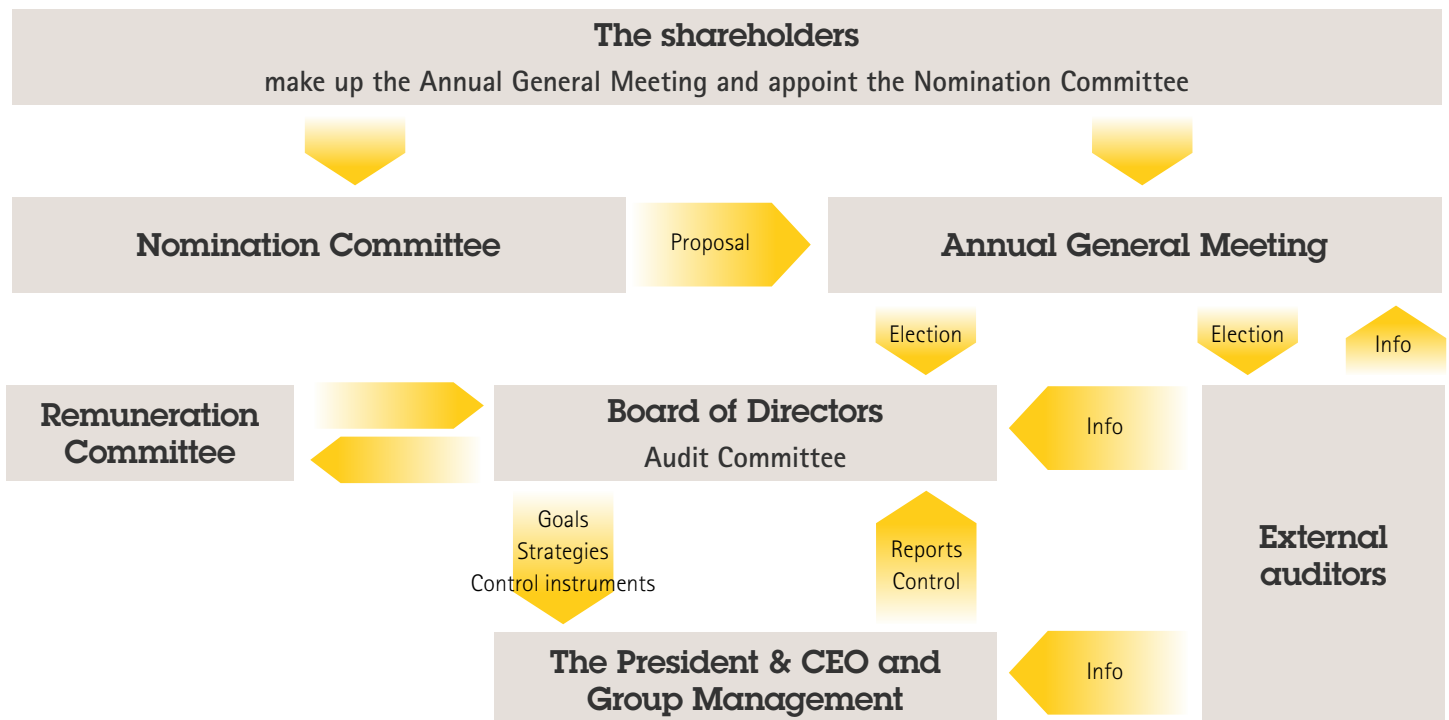 The shareholders
make up the Annual General Meeting and appoint the Nomination Committee
Nomination Committee
Proposal
Annual General Meeting
Election
Election
Info
Remuneration
Committee
Board of Directors
Audit Committee
Info
Goals
Strategies
Control instruments
Reports
Control
External
auditors
The President & CEO and
Group Management
Info